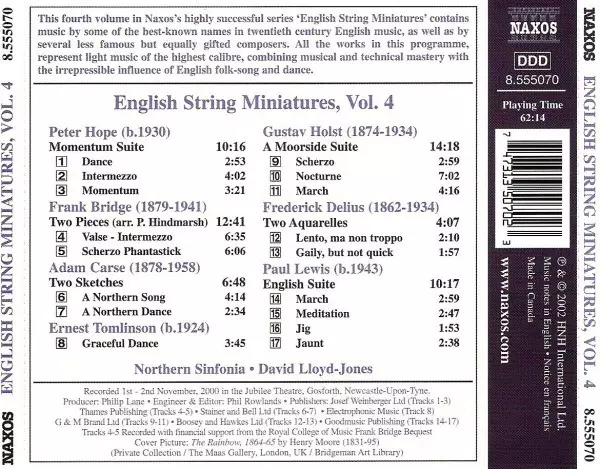 NAXOS ENGLISH STRING MINIATURES, VOL. 4 8.555070
This fourth volume in Naxos's highly successful series 'English String Miniatures' contains
music by some of the best-known names in twentieth century English music, as well as by
several less famous but equally gifted composers. All the works in this programme,
represent light music of the highest calibre, combining musical and technical mastery with
the irrepressible influence of English folk-song and dance.
English String Miniatures, Vol. 4
Peter Hope (b.1930)
Momentum Suite 10:16
1 Dance 2:53
2 Intermezzo 4:02
3 Momentum 3:21
Frank Bridge (1879-1941)
Two Pieces (arr. P. Hindmarsh) 12:41
4 Valse - Intermezzo 6:35
5 Scherzo Phantastick 6:06
Adam Carse (1878-1958)
Two Sketches 6:48
6 A Northern Song 4:14
7 A Northern Dance 2:34
Ernest Tomlinson (b.1924)
8 Graceful Dance 3:45
Gustav Holst (1874-1934)
A Moorside Suite 14:18
9 Scherzo 2:59
10 Nocturne 7:02
11 March 4:16
Frederick Delius (1862-1934)
Two Aquarelles 4:07
12 Lento, ma non troppo 2:10
13 Gaily, but not quick 1:57
Paul Lewis (b.1943)
English Suite 10:17
14 March 2:59
15 Meditation 2:47
16 Jig 1:53
17 Jaunt 2:38
Northern Sinfonia • David Lloyd-Jones
Recorded 1st - 2nd November, 2000 in the Jubilee Theatre, Gosforth, Newcastle-Upon-Tyne.
Producer: Philip Lane • Engineer & Editor: Phil Rowlands • Publishers: Josef Weinberger Ltd (Tracks 1-3)
Thames Publishing (Tracks 4-5) • Stainer and Bell Ltd (Tracks 6-7) • Electrophonic Music (Track 8)
G & M Brand Ltd (Tracks 9-11) • Boosey and Hawkes Ltd (Tracks 12-13) • Goodmusic Publishing (Tracks 14-17)
Tracks 4-5 Recorded with financial support from the Royal College of Music Frank Bridge Bequest
Cover Picture: The Rainbow, 1864-65 by Henry Moore (1831-95)
(Private Collection / The Maas Gallery, London, UK / Bridgeman Art Library)
NAXOS
DDD
8.555070
Playing Time
62:14
7 47313 50702 3
www.naxos.com
℗ & © 2002 HNH International Ltd.
Music notes in English • Notice en français
Made in Canada
NAXOS ENGLISH STRING MINIATURES, VOL. 4 8.555070